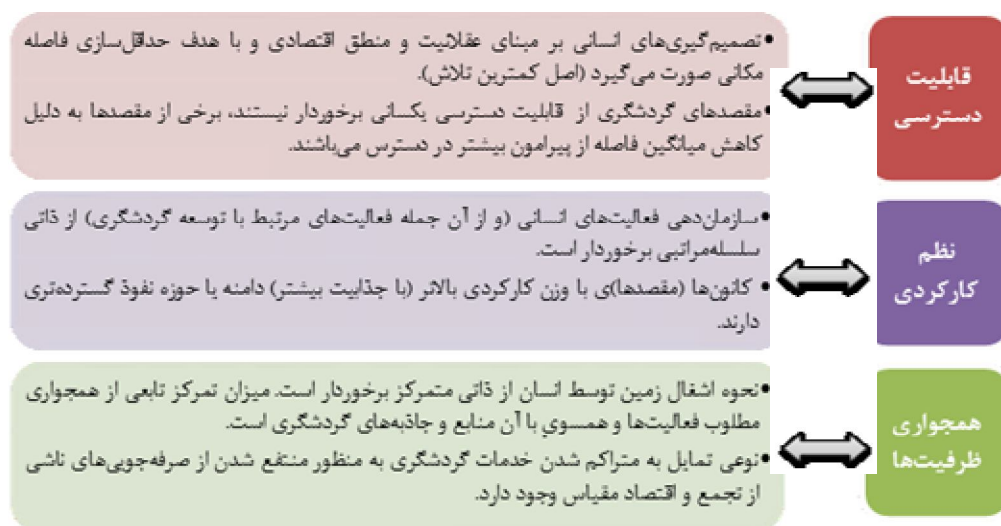 قابلیت
دسترسی
•تصمیم‌گیری‌های انسانی بر مبنای عقلانیت و منطق اقتصادی و با هدف حداقل‌سازی فاصله
مکانی صورت می‌گیرد (اصل کمترین تلاش).
•مقصدهای گردشگری از قابلیت دسترسی یکسانی برخوردار نیستند، برخی از مقصدها به دلیل
کاهش میانگین فاصله از پیرامون بیشتر در دسترس می‌باشند.
نظم
کارکردی
•سازمان‌دهی فعالیت‌های انسانی (و از آن جمله فعالیت‌های مرتبط با توسعه گردشگری) از ذاتی
سلسله‌مراتبی برخوردار است.
• کانون‌ها (مقصدها)ی با وزن کارکردی بالاتر (با جذابیت بیشتر) دامنه یا حوزه نفوذ گسترده‌تری
دارند.
همجواری
ظرفیت‌ها
•نحوه اشغال زمین توسط انسان از ذاتی متمرکز برخوردار است. میزان تمرکز تابعی از همجواری
مطلوب فعالیت‌ها و همسوي با آن منابع و جاذبه‌های گردشگری است.
•نوعی تمایل به متراکم شدن خدمات گردشگری به منظور منتفع شدن از صرفه‌جویی‌های ناشی
از تجمع و اقتصاد مقیاس وجود دارد.